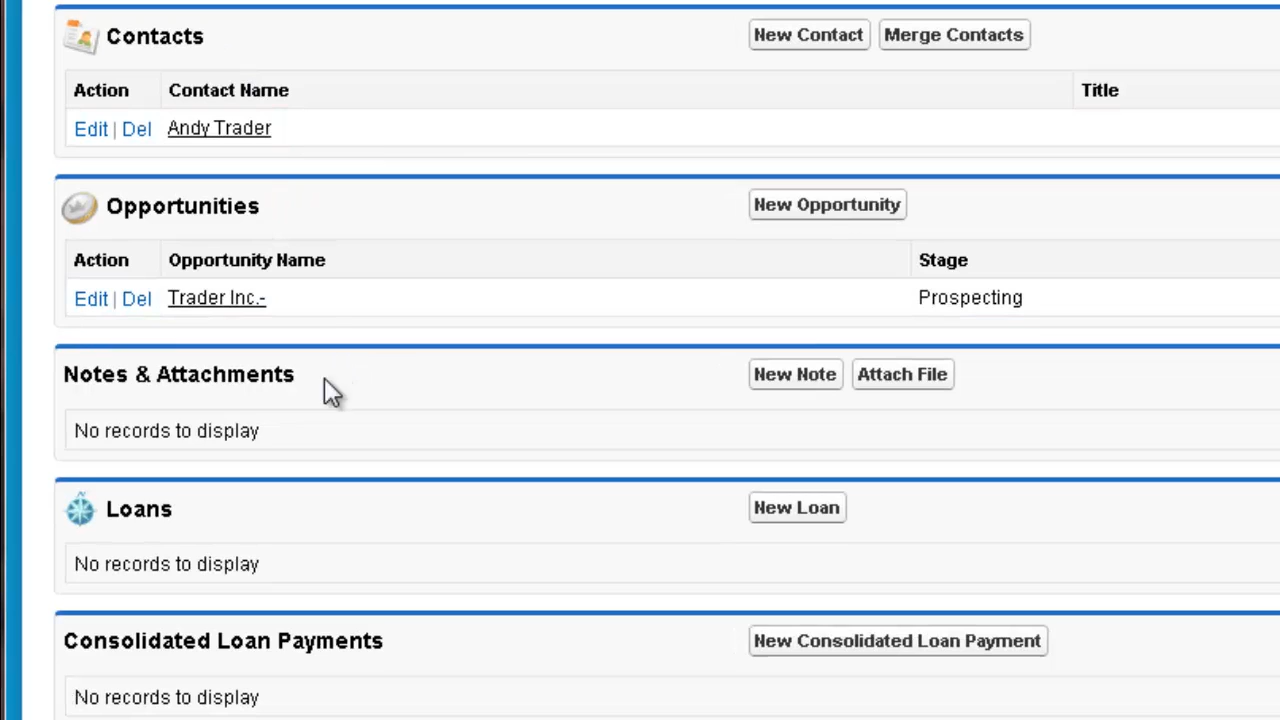 Contacts New Contact Merge Contacts
Action Contact Name Title
Edit | Del Andy Trader
Opportunities New Opportunity
Action Opportunity Name Stage
Edit | Del Trader Inc.- Prospecting
Notes & Attachments New Note Attach File
No records to display
Loans New Loan
No records to display
Consolidated Loan Payments New Consolidated Loan Payment
No records to display